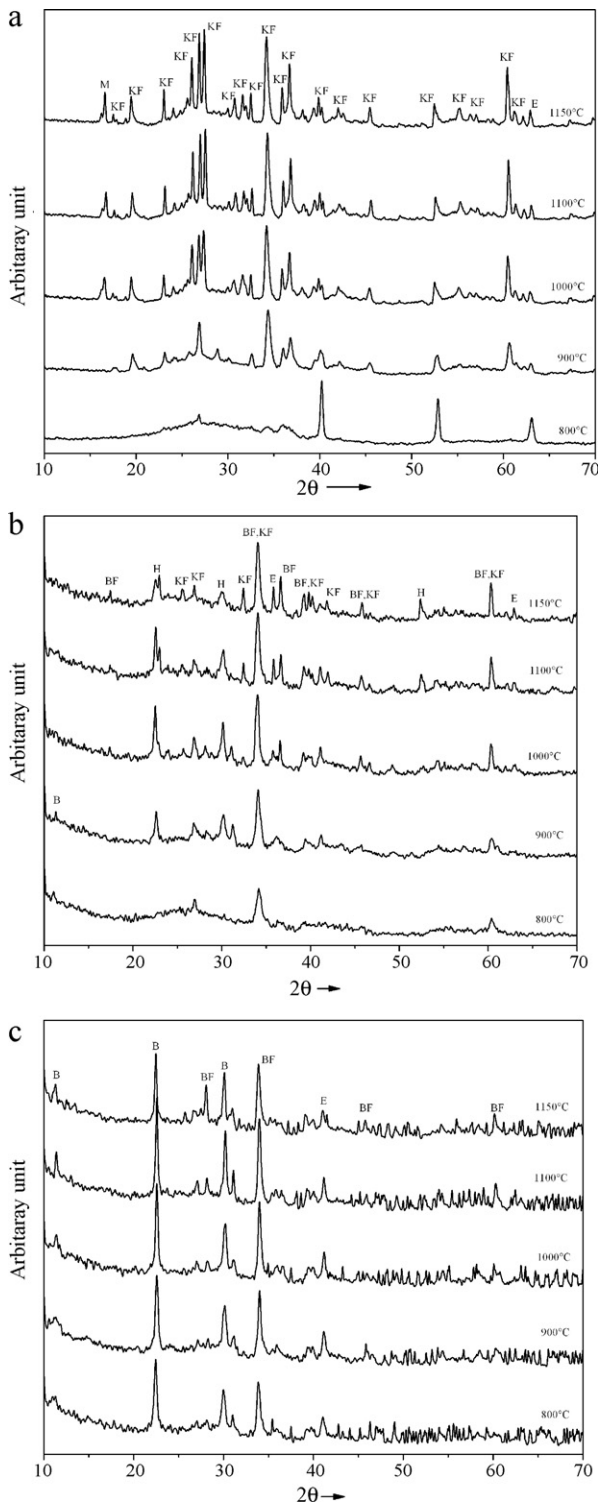 a
KF KF KF
KF KF KF KF
M KF KF KF KF KF KF KF KF KF KF KF KF KF E
1150°C
1100°C
1000°C
900°C
800°C
Arbitaray unit
10 20 30 40 50 60 70
2θ
b
BF,KF
BF H KF KF H KF E BF BF,KF KF BF,KF H BF,KF E
1150°C
1100°C
1000°C
B
900°C
800°C
Arbitaray unit
10 20 30 40 50 60 70
2θ
c
B B BF B BF E BF BF
1150°C
1100°C
1000°C
900°C
800°C
Arbitaray unit
10 20 30 40 50 60 70
2θ